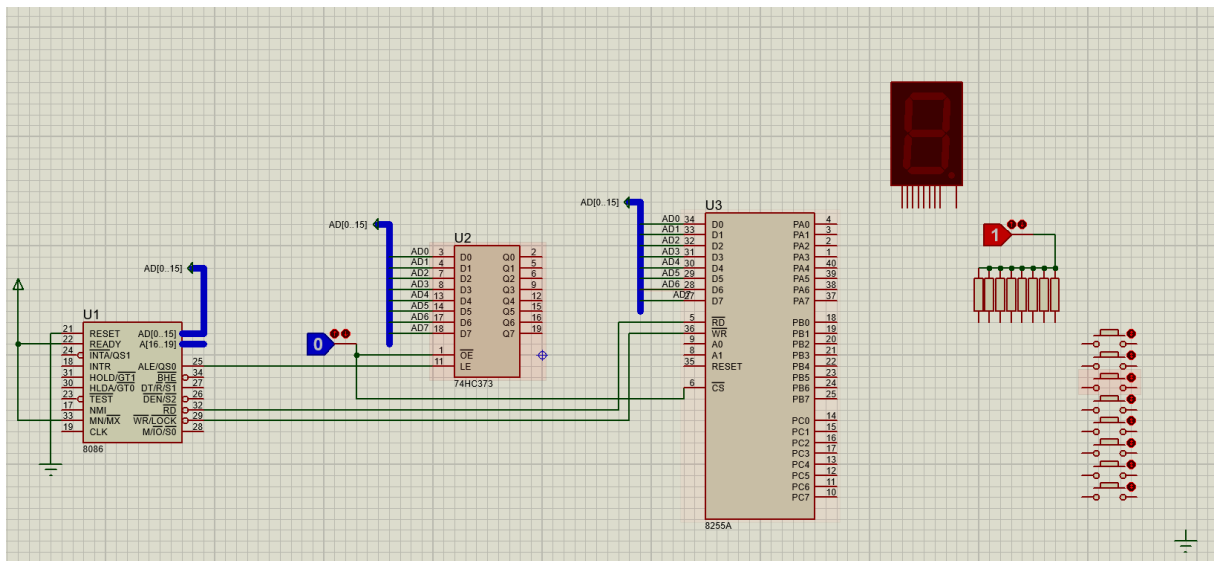 U1
AD[0..15]
21 RESET
22 READY
24 INTA/QS1
18 INTR
31 HOLD/GT1
30 HLDA/GT0
23 TEST
17 NMI
33 MN/MX
19 CLK
AD[0..15]
A[16..19]
ALE/QS0 25
BHE 34
DT/R/S1 27
DEN/S2 26
RD 32
WR/LOCK 29
M/IO/S0 28
8086
0
AD[0..15]
U2
AD0 3 D0 Q0 2
AD1 4 D1 Q1 5
AD2 7 D2 Q2 6
AD3 8 D3 Q3 9
AD4 13 D4 Q4 12
AD5 14 D5 Q5 15
AD6 17 D6 Q6 16
AD7 18 D7 Q7 19
1 OE
11 LE
74HC373
AD[0..15]
U3
AD0 34 D0 PA0 4
AD1 33 D1 PA1 3
AD2 32 D2 PA2 2
AD3 31 D3 PA3 1
AD4 30 D4 PA4 40
AD5 29 D5 PA5 39
AD6 28 D6 PA6 38
AD7 27 D7 PA7 37
5 RD PB0 18
36 WR PB1 19
9 A0 PB2 20
8 A1 PB3 21
35 RESET PB4 22
PB5 23
6 CS PB6 24
PB7 25
PC0 14
PC1 15
PC2 16
PC3 17
PC4 13
PC5 12
PC6 11
PC7 10
8255A
1